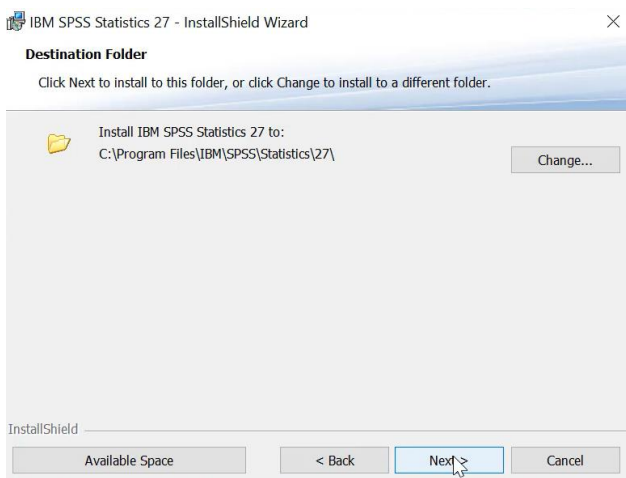 IBM SPSS Statistics 27 - InstallShield Wizard
Destination Folder
Click Next to install to this folder, or click Change to install to a different folder.
Install IBM SPSS Statistics 27 to:
C:\Program Files\IBM\SPSS\Statistics\27\
Change...
InstallShield
Available Space
< Back
Next >
Cancel